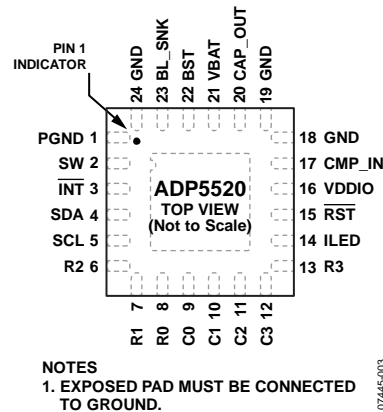 PIN 1
INDICATOR
24 GND
23 BL_SNK
22 BST
21 VBAT
20 CAP_OUT
19 GND
PGND 1
SW 2
INT 3
SDA 4
SCL 5
R2 6
ADP5520
TOP VIEW
(Not to Scale)
18 GND
17 CMP_IN
16 VDDIO
15 RST
14 ILED
13 R3
R1 7
R0 8
C0 9
C1 10
C2 11
C3 12
NOTES
1. EXPOSED PAD MUST BE CONNECTED
TO GROUND.
07445-003